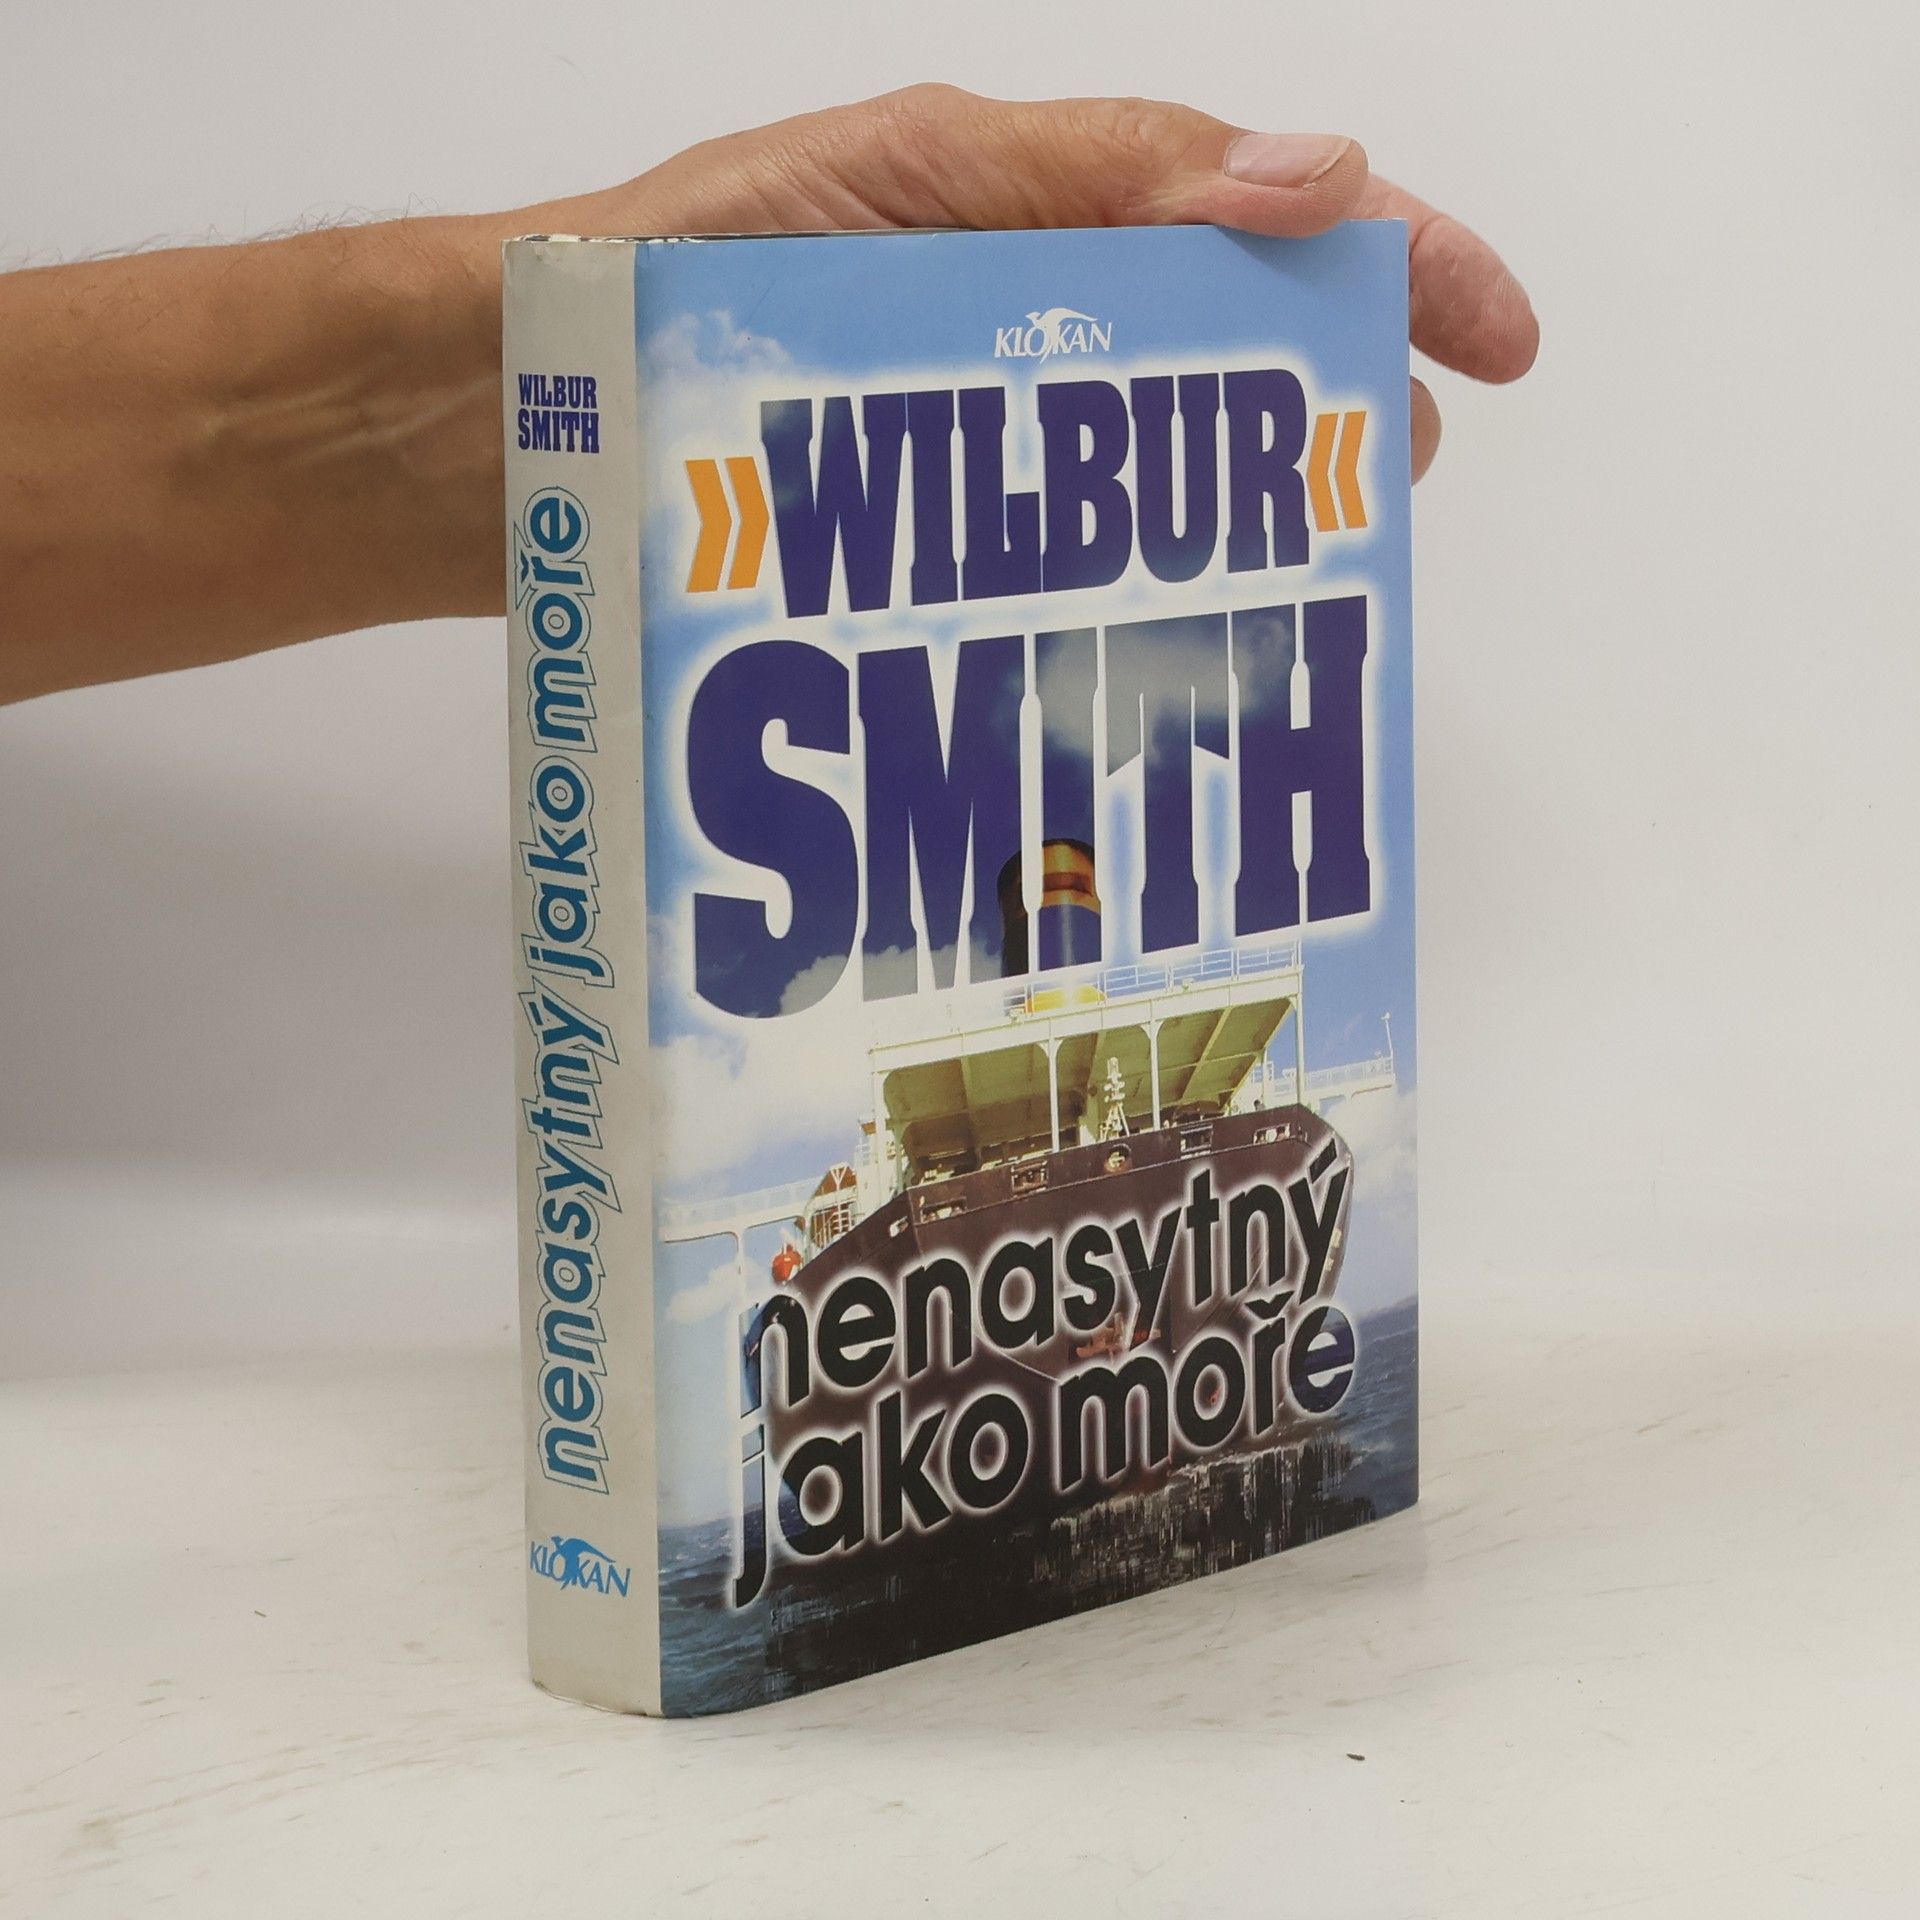 WILBUR
SMITH
nenasytný jako moře
KLOKAN
KLOKAN
»WILBUR«
SMITH
nenasytný
jako moře